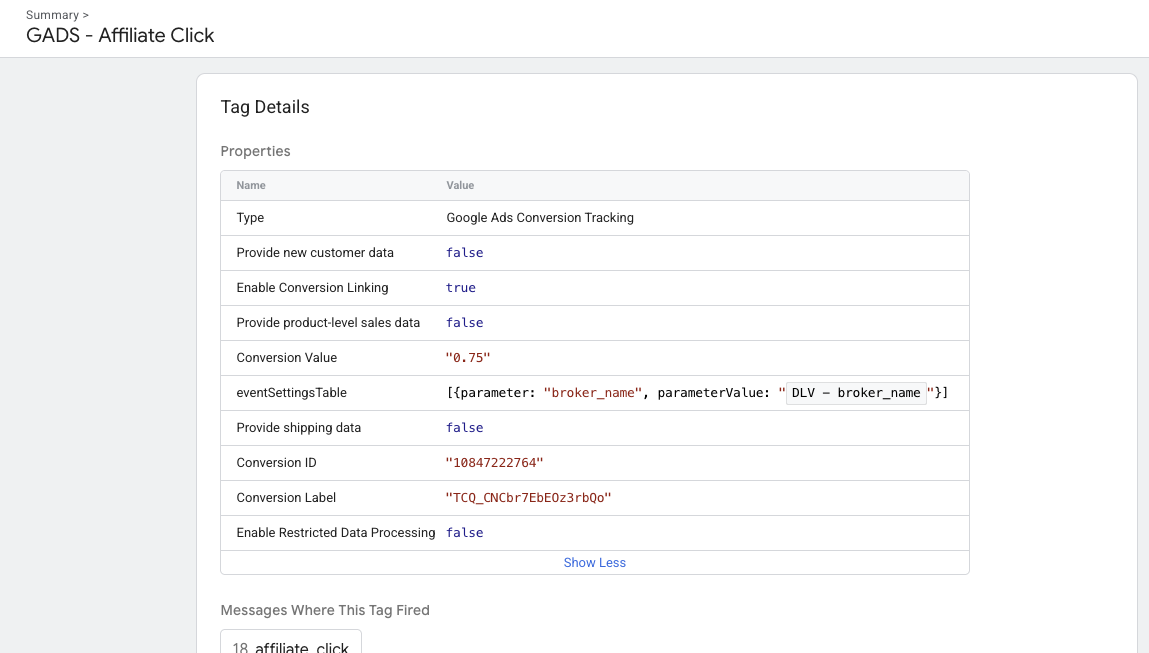 Summary >
GADS - Affiliate Click
Tag Details
Properties
Name Value
Type Google Ads Conversion Tracking
Provide new customer data false
Enable Conversion Linking true
Provide product-level sales data false
Conversion Value "0.75"
eventSettingsTable [{parameter: "broker_name", parameterValue: "DLV – broker_name"}]
Provide shipping data false
Conversion ID "10847222764"
Conversion Label "TCQ_CNCbr7EbEOz3rbQo"
Enable Restricted Data Processing false
Show Less
Messages Where This Tag Fired
18 affiliate_click